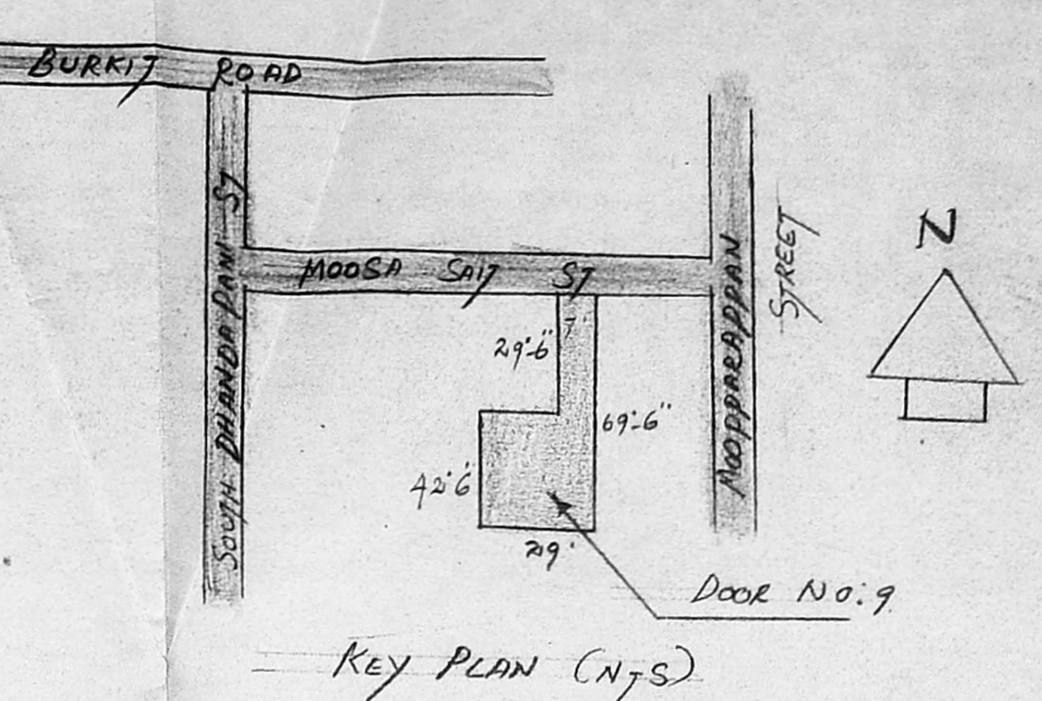 BURKIT ROAD
SOUTH DHANDAPANI ST
MOOSA SAIT ST
MOOPPARAPPAN
STREET
N
7'
29'-6"
69'-6"
42'6"
29'
DOOR No: 9
KEY PLAN (NTS)